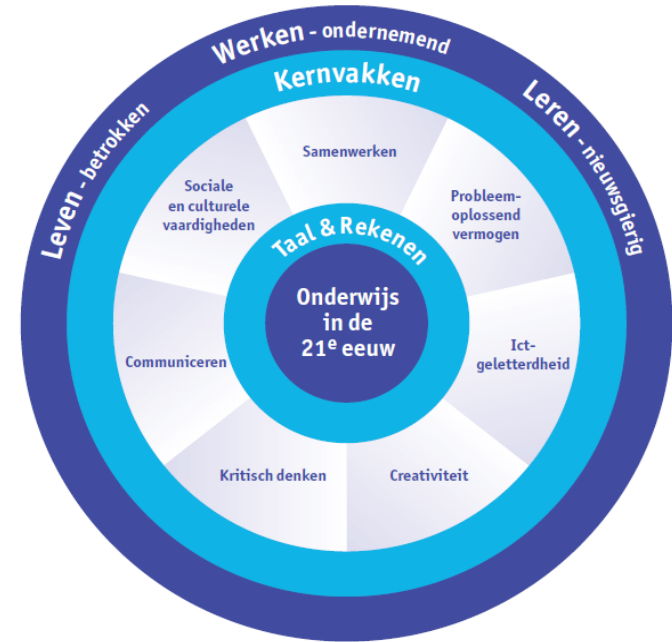 Werken - ondernemend
Leven - betrokken
Leren - nieuwsgierig
Kernvakken
Samenwerken
Sociale
en culturele
vaardigheden
Probleem-
oplossend
vermogen
Taal & Rekenen
Onderwijs
in de
21e eeuw
Communiceren
Ict-
geletterdheid
Kritisch denken
Creativiteit